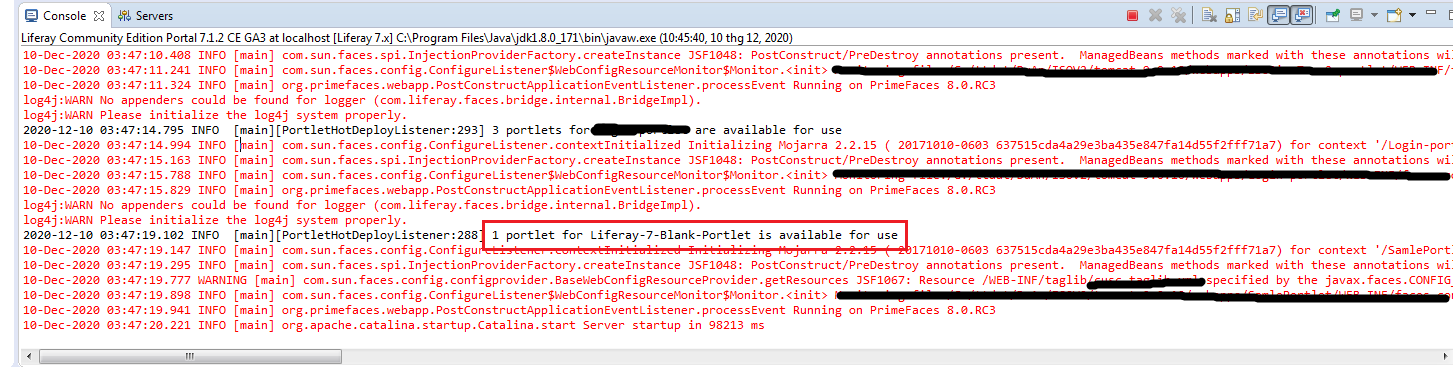 Console Servers
Liferay Community Edition Portal 7.1.2 CE GA3 at localhost [Liferay 7.x] C:\Program Files\Java\jdk1.8.0_171\bin\javaw.exe (10:45:40, 10 thg 12, 2020)
10-Dec-2020 03:47:10.408 INFO [main] com.sun.faces.spi.InjectionProviderFactory.createInstance JSF1048: PostConstruct/PreDestroy annotations present.  ManagedBeans methods marked with these annotations wil
10-Dec-2020 03:47:11.241 INFO [main] com.sun.faces.config.ConfigureListener$WebConfigResourceMonitor$Monitor.<init>
10-Dec-2020 03:47:11.324 INFO [main] org.primefaces.webapp.PostConstructApplicationEventListener.processEvent Running on PrimeFaces 8.0.RC3
log4j:WARN No appenders could be found for logger (com.liferay.faces.bridge.internal.BridgeImpl).
log4j:WARN Please initialize the log4j system properly.
2020-12-10 03:47:14.795 INFO  [main][PortletHotDeployListener:293] 3 portlets for are available for use
10-Dec-2020 03:47:14.994 INFO [main] com.sun.faces.config.ConfigureListener.contextInitialized Initializing Mojarra 2.2.15 ( 20171010-0603 637515cda4a29e3ba435e847fa14d55f2fff71a7) for context '/Login-por
10-Dec-2020 03:47:15.163 INFO [main] com.sun.faces.spi.InjectionProviderFactory.createInstance JSF1048: PostConstruct/PreDestroy annotations present.  ManagedBeans methods marked with these annotations wil
10-Dec-2020 03:47:15.788 INFO [main] com.sun.faces.config.ConfigureListener$WebConfigResourceMonitor$Monitor.<init>
10-Dec-2020 03:47:15.829 INFO [main] org.primefaces.webapp.PostConstructApplicationEventListener.processEvent Running on PrimeFaces 8.0.RC3
log4j:WARN No appenders could be found for logger (com.liferay.faces.bridge.internal.BridgeImpl).
log4j:WARN Please initialize the log4j system properly.
2020-12-10 03:47:19.102 INFO  [main][PortletHotDeployListener:288] 1 portlet for Liferay-7-Blank-Portlet is available for use
10-Dec-2020 03:47:19.147 INFO [main] com.sun.faces.config.ConfigureListener.contextInitialized Initializing Mojarra 2.2.15 ( 20171010-0603 637515cda4a29e3ba435e847fa14d55f2fff71a7) for context '/SamlePort
10-Dec-2020 03:47:19.295 INFO [main] com.sun.faces.spi.InjectionProviderFactory.createInstance JSF1048: PostConstruct/PreDestroy annotations present.  ManagedBeans methods marked with these annotations wil
10-Dec-2020 03:47:19.777 WARNING [main] com.sun.faces.config.configprovider.BaseWebConfigResourceProvider.getResources JSF1067: Resource /WEB-INF/taglib/ specified by the javax.faces.CONFIG_
10-Dec-2020 03:47:19.898 INFO [main] com.sun.faces.config.ConfigureListener$WebConfigResourceMonitor$Monitor.<init>
10-Dec-2020 03:47:19.941 INFO [main] org.primefaces.webapp.PostConstructApplicationEventListener.processEvent Running on PrimeFaces 8.0.RC3
10-Dec-2020 03:47:20.221 INFO [main] org.apache.catalina.startup.Catalina.start Server startup in 98213 ms